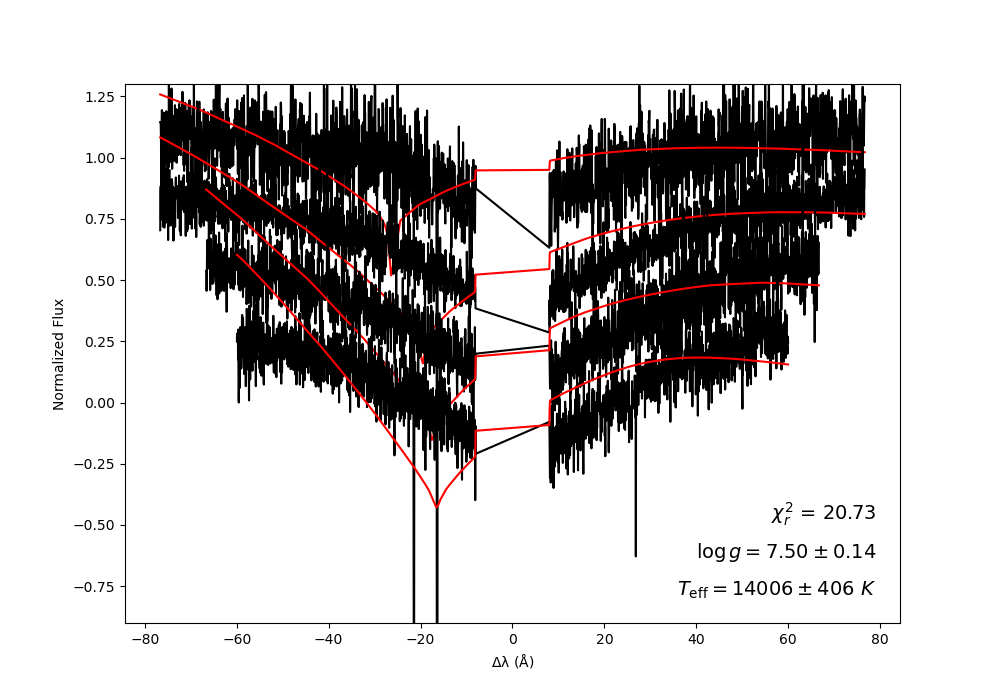 1.25
1.00
0.75
0.50
0.25
0.00
−0.25
−0.50
−0.75
Normalized Flux
χ²ᵣ = 20.73
log g = 7.50 ± 0.14
T_eff = 14006 ± 406 K
−80 −60 −40 −20 0 20 40 60 80
Δλ (Å)